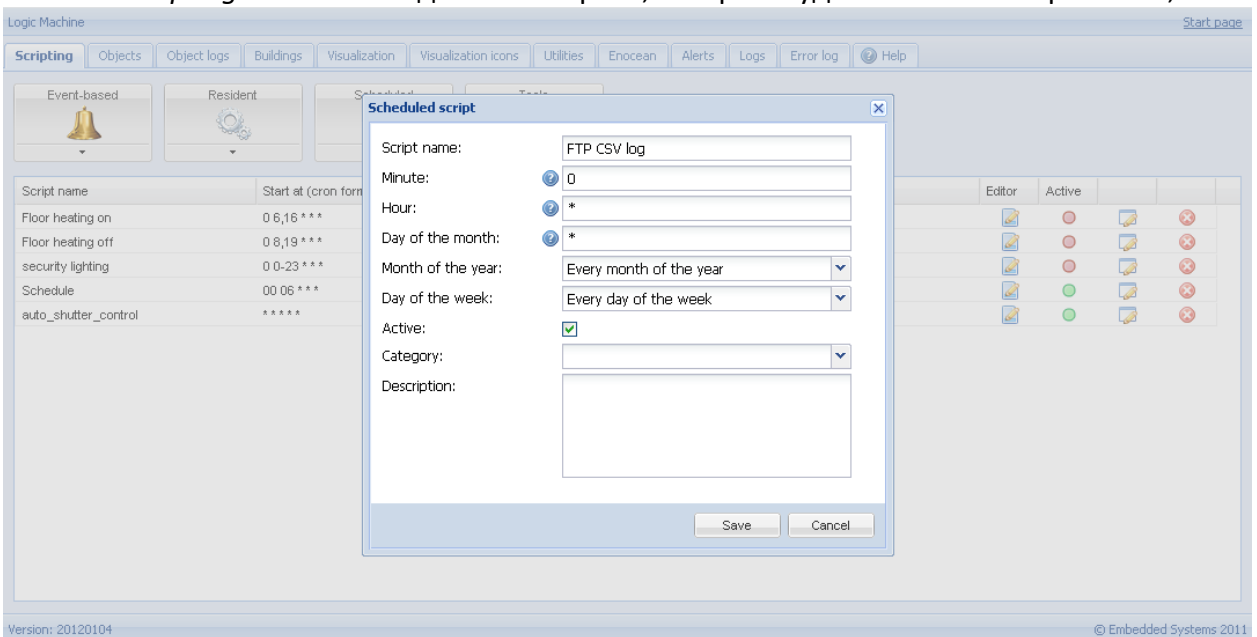 Logic Machine Start page
Scripting Objects Object logs Buildings Visualization Visualization icons Utilities Enocean Alerts Logs Error log Help
Event-based Resident
Scheduled script
Script name: FTP CSV log
Minute: 0
Hour: *
Day of the month: *
Month of the year: Every month of the year
Day of the week: Every day of the week
Active:
Category:
Description:
Save Cancel
Script name Start at (cron form Editor Active
Floor heating on 0 6,16 * * *
Floor heating off 0 8,19 * * *
security lighting 0 0-23 * * *
Schedule 00 06 * * *
auto_shutter_control * * * * *
Version: 20120104 © Embedded Systems 2011